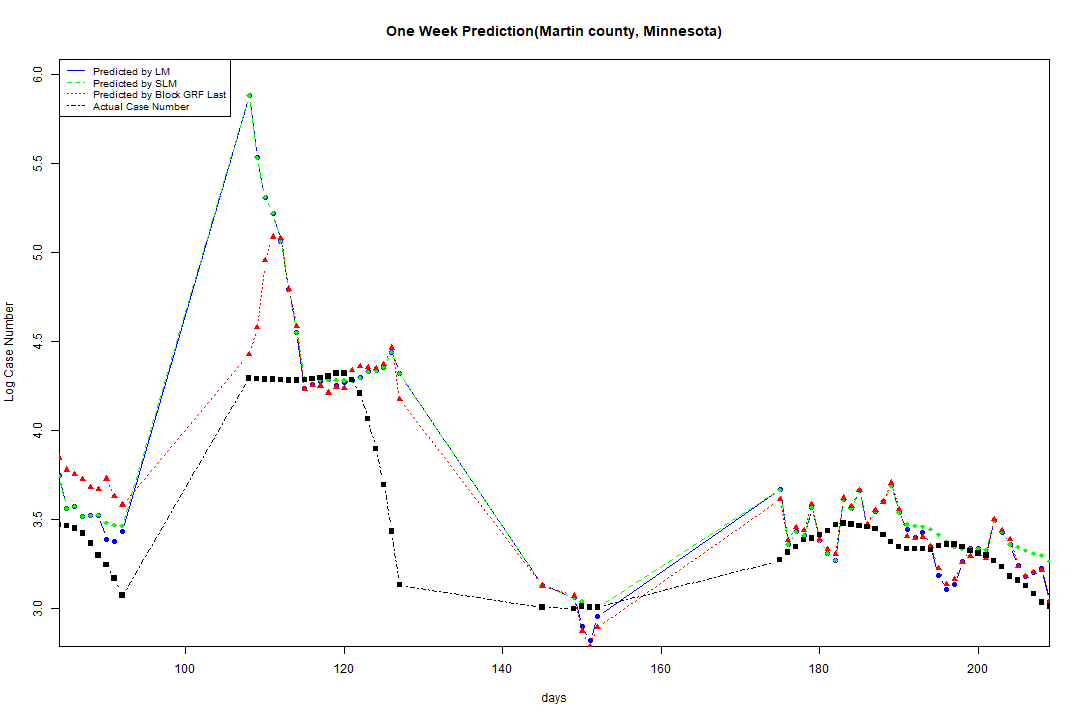 One Week Prediction(Martin county, Minnesota)
Predicted by LM
Predicted by SLM
Predicted by Block GRF Last
Actual Case Number
6.0
5.5
5.0
4.5
4.0
3.5
3.0
Log Case Number
100 120 140 160 180 200
days